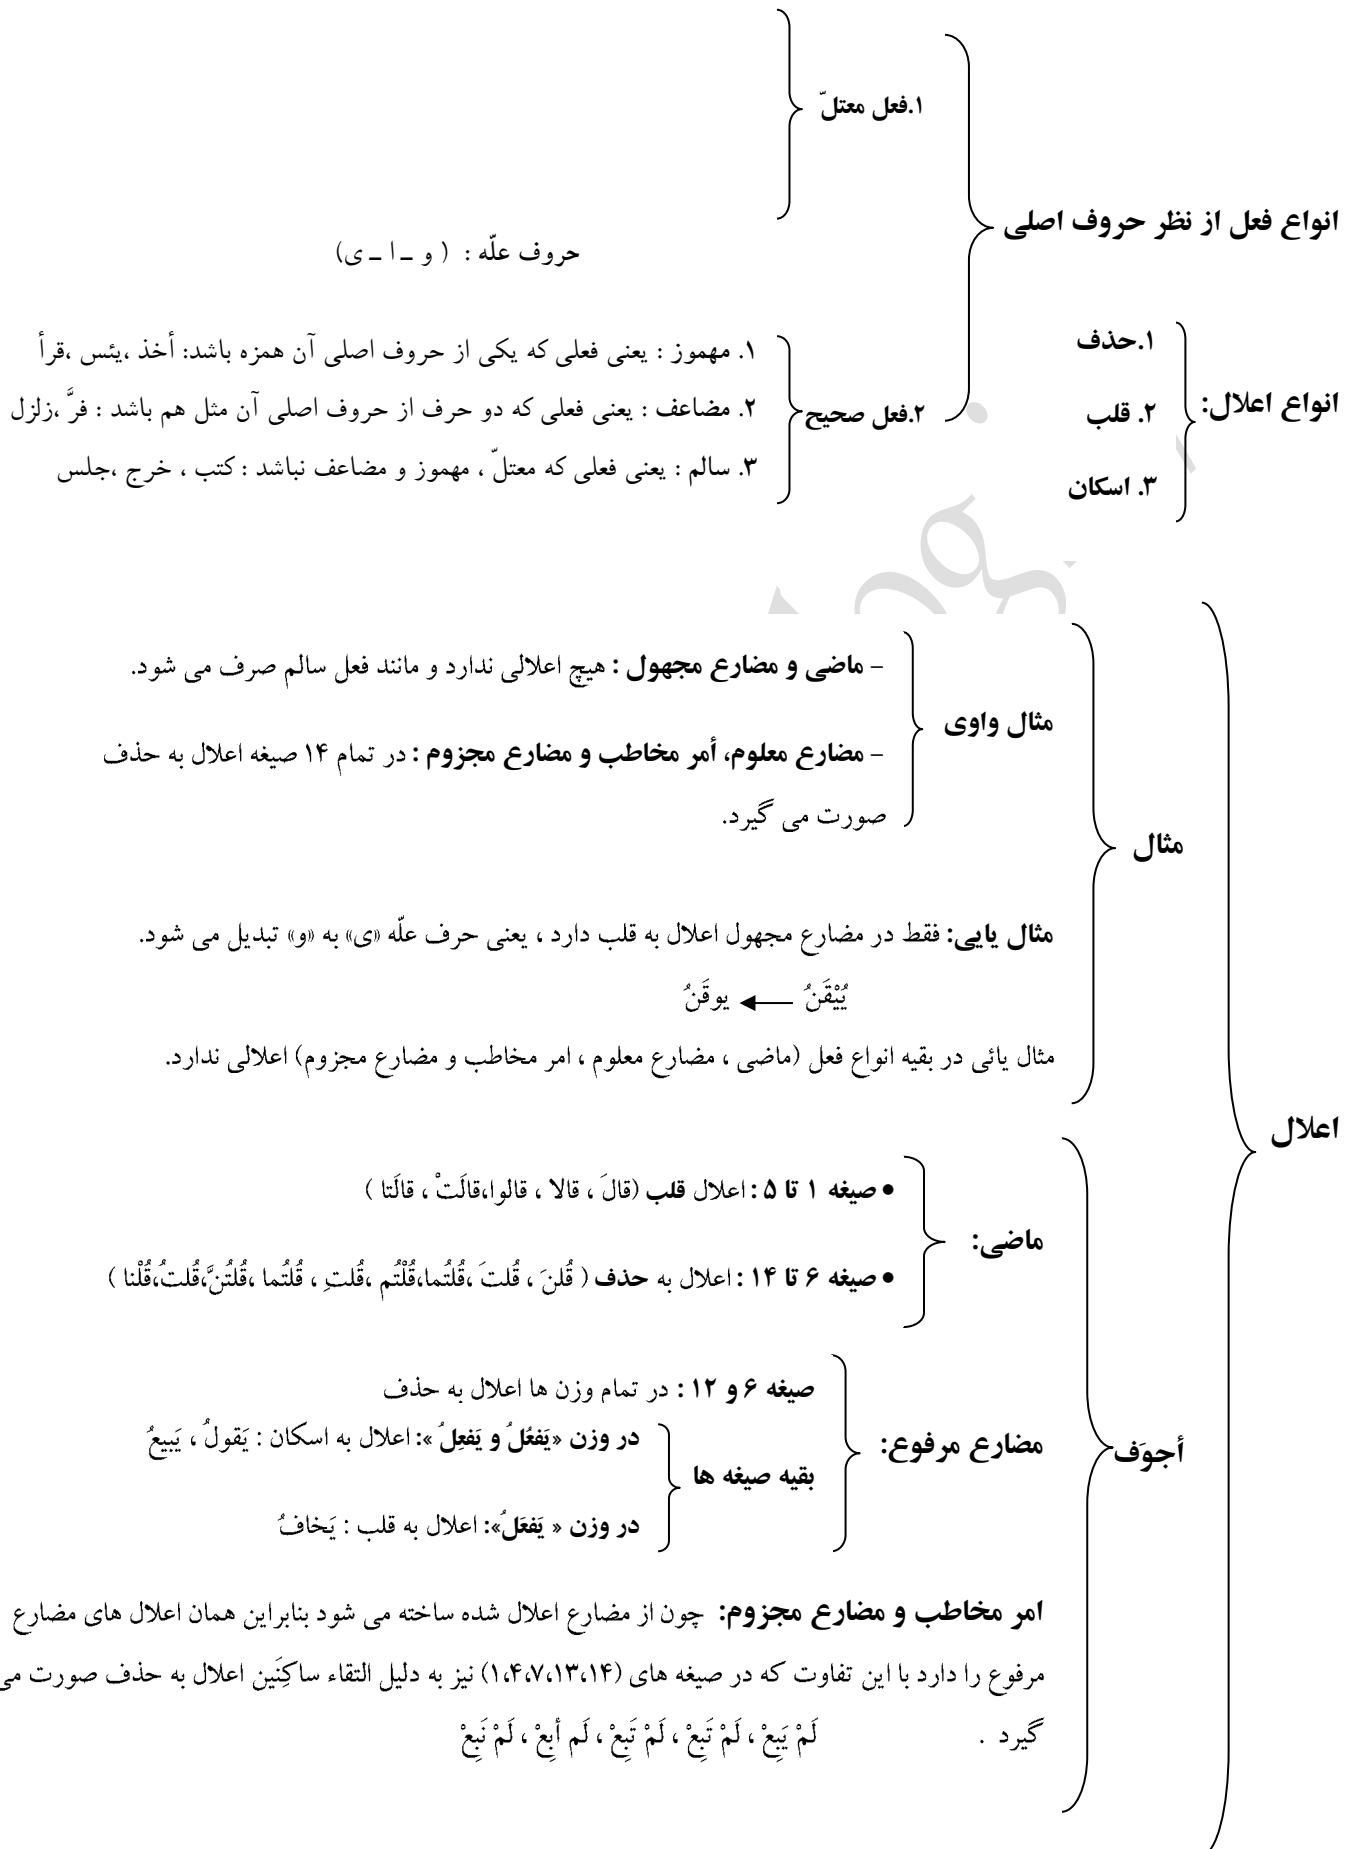 انواع فعل از نظر حروف اصلی
۱.فعل معتلّ
حروف علّه : ( و ـ ا ـ ی)
۲.فعل صحیح
۱. مهموز : یعنی فعلی که یکی از حروف اصلی آن همزه باشد: أخذ ،یئس ،قرأ
۲. مضاعف : یعنی فعلی که دو حرف از حروف اصلی آن مثل هم باشد : فرَّ ،زلزل
۳. سالم : یعنی فعلی که معتلّ ، مهموز و مضاعف نباشد : کتب ، خرج ،جلس
انواع اعلال:
۱.حذف
۲. قلب
۳. اسکان
اعلال
مثال
مثال واوی
- ماضی و مضارع مجهول : هیچ اعلالی ندارد و مانند فعل سالم صرف می شود.
- مضارع معلوم، أمر مخاطب و مضارع مجزوم : در تمام ۱۴ صیغه اعلال به حذف
صورت می گیرد.
مثال یایی: فقط در مضارع مجهول اعلال به قلب دارد ، یعنی حرف علّه «ی» به «و» تبدیل می شود.
یُیْقَنُ ← یوقَنُ
مثال یائی در بقیه انواع فعل (ماضی ، مضارع معلوم ، امر مخاطب و مضارع مجزوم) اعلالی ندارد.
أجوَف
ماضی:
• صیغه ۱ تا ۵ : اعلال قلب (قالَ ، قالا ، قالوا،قالَتْ ، قالَتا )
• صیغه ۶ تا ۱۴ : اعلال به حذف ( قُلنَ ، قُلتَ ،قُلتُما،قُلْتُم ،قُلتِ ، قُلتُما ،قُلتُنَّ،قُلتُ،قُلْنا )
مضارع مرفوع:
صیغه ۶ و ۱۲ : در تمام وزن ها اعلال به حذف
بقیه صیغه ها
در وزن «یَفعُلُ و یَفعِلُ »: اعلال به اسکان : یَقولُ ، یَبیعُ
در وزن « یَفعَلُ»: اعلال به قلب : یَخافُ
امر مخاطب و مضارع مجزوم: چون از مضارع اعلال شده ساخته می شود بنابراین همان اعلال های مضارع
مرفوع را دارد با این تفاوت که در صیغه های (۱،۴،۷،۱۳،۱۴) نیز به دلیل التقاء ساکِنَین اعلال به حذف صورت می
گیرد . لَمْ یَبِعْ ، لَمْ تَبِعْ ، لَمْ تَبِعْ ، لَم أبِعْ ، لَمْ نَبِعْ